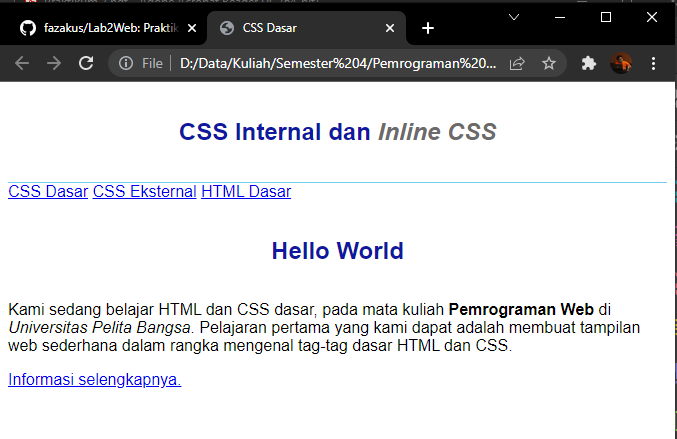 fazakus/Lab2Web: Praktik
CSS Dasar
File
D:/Data/Kuliah/Semester%204/Pemrograman%20...
CSS Internal dan Inline CSS
CSS Dasar CSS Eksternal HTML Dasar
Hello World
Kami sedang belajar HTML dan CSS dasar, pada mata kuliah Pemrograman Web di
Universitas Pelita Bangsa. Pelajaran pertama yang kami dapat adalah membuat tampilan
web sederhana dalam rangka mengenal tag-tag dasar HTML dan CSS.
Informasi selengkapnya.